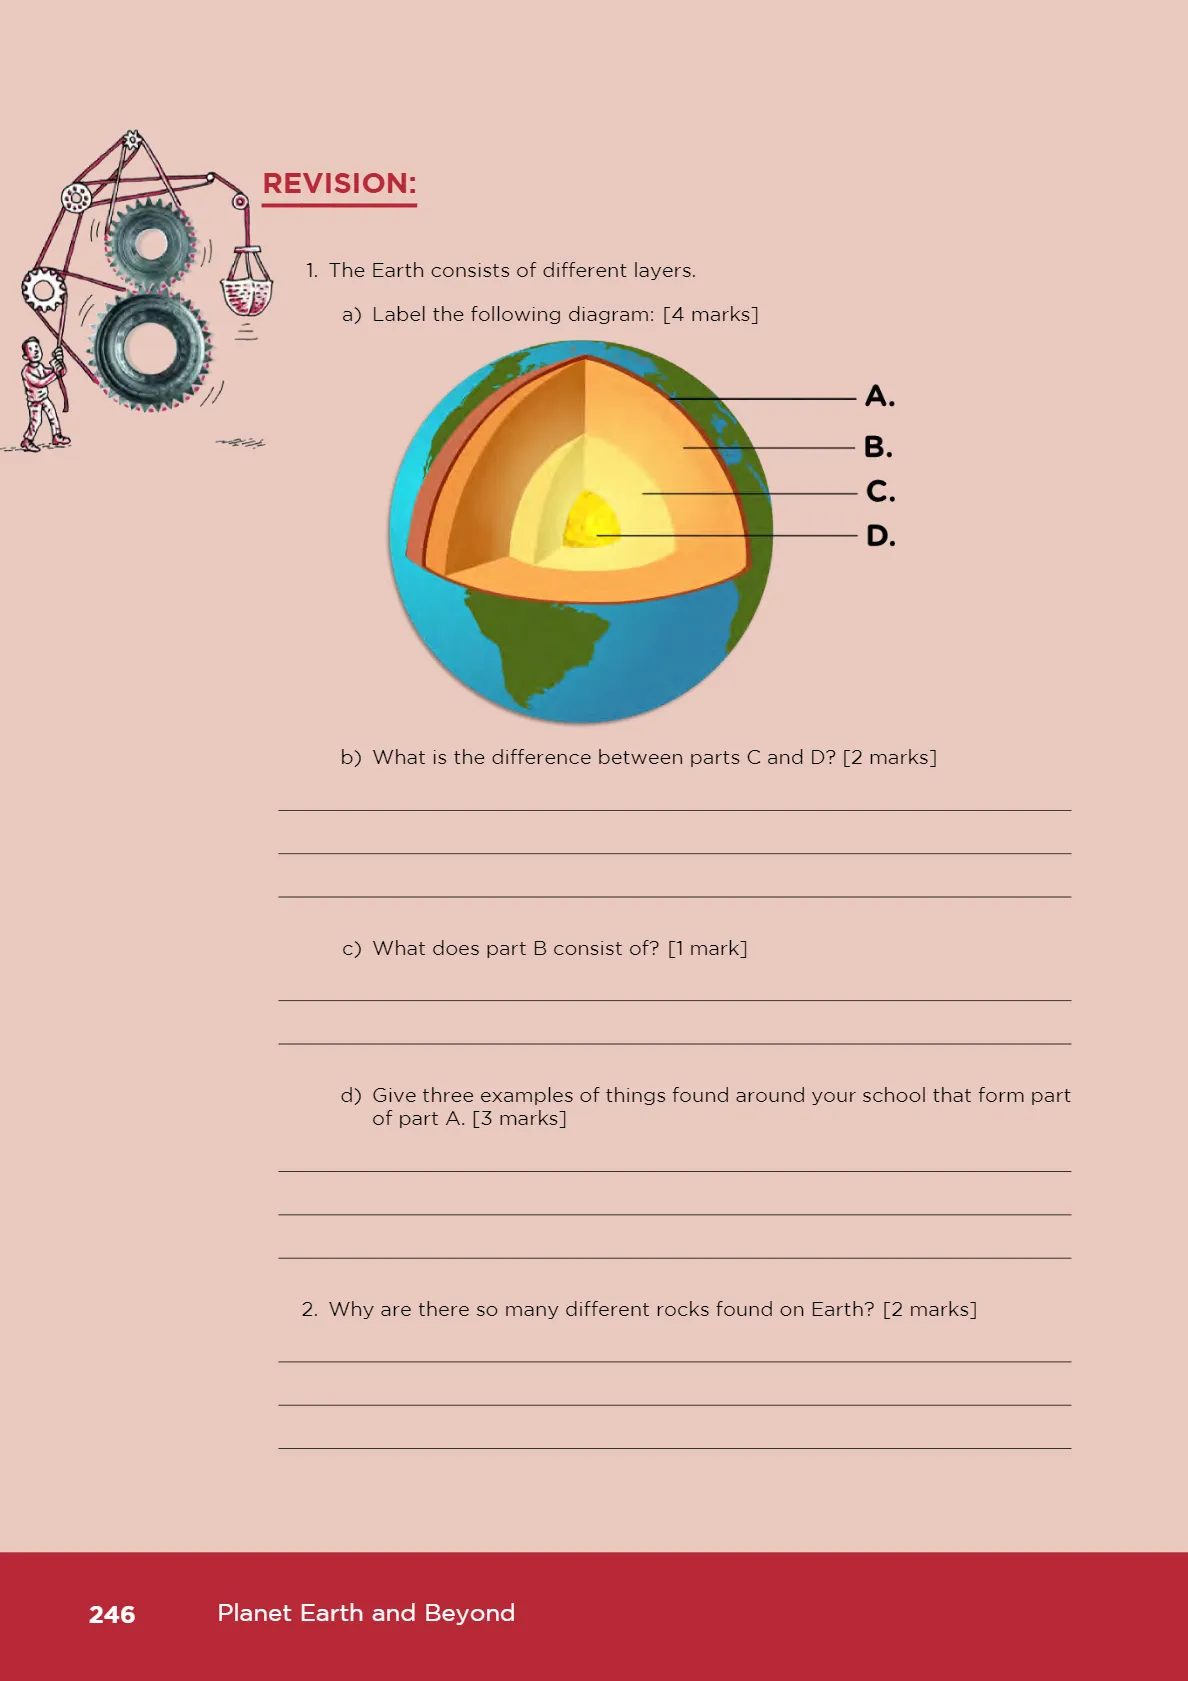 REVISION:
1. The Earth consists of different layers.
a) Label the following diagram: [4 marks]
A.
B.
C.
D.
b) What is the difference between parts C and D? [2 marks]
c) What does part B consist of? [1 mark]
d) Give three examples of things found around your school that form part
of part A. [3 marks]
2. Why are there so many different rocks found on Earth? [2 marks]
246 Planet Earth and Beyond